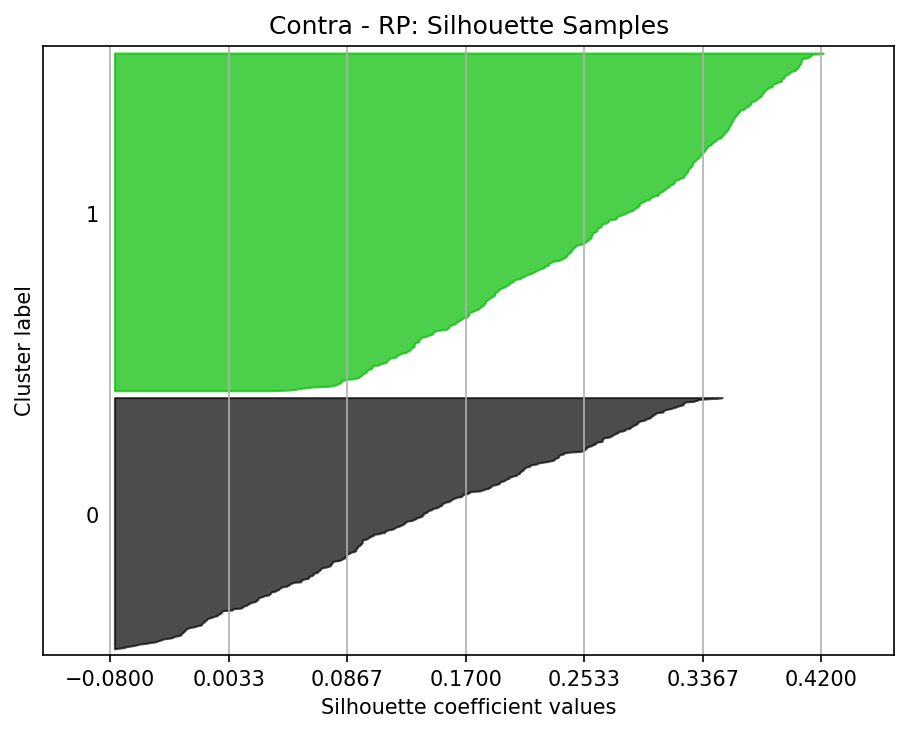 Contra - RP: Silhouette Samples
Cluster label
1
0
−0.0800 0.0033 0.0867 0.1700 0.2533 0.3367 0.4200
Silhouette coefficient values